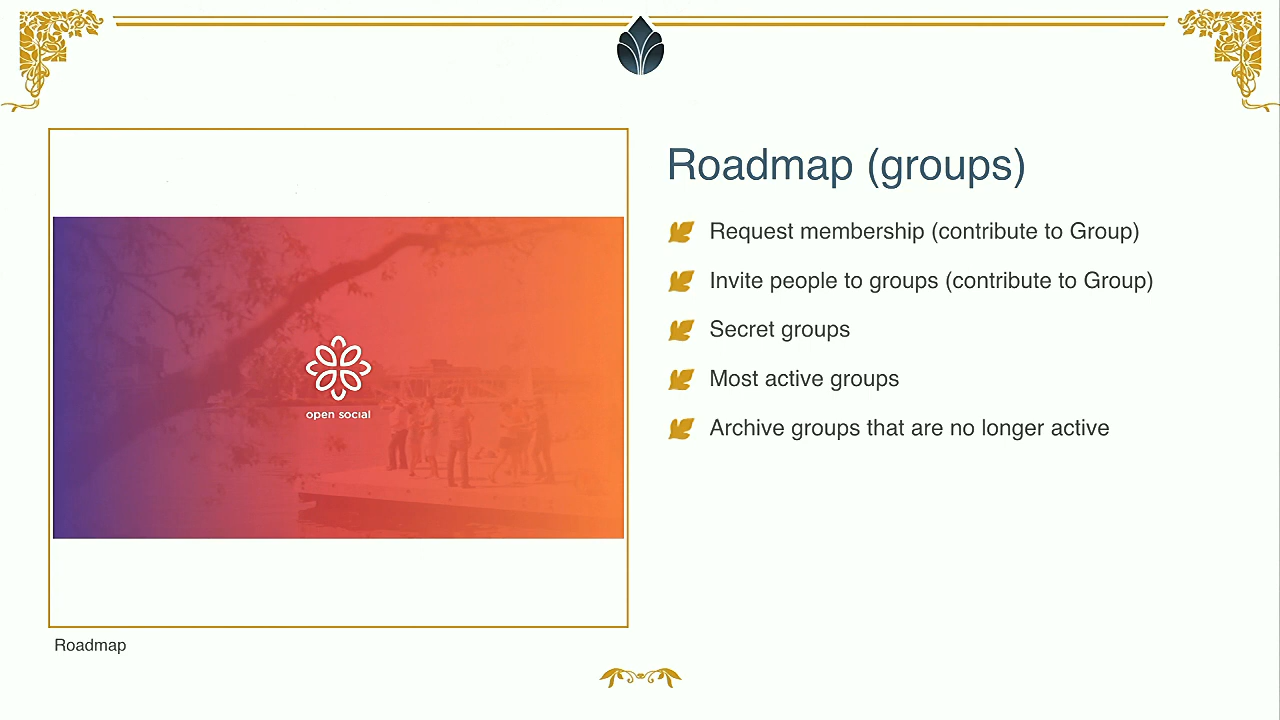 Roadmap (groups)
Request membership (contribute to Group)
Invite people to groups (contribute to Group)
Secret groups
Most active groups
Archive groups that are no longer active
open social
Roadmap